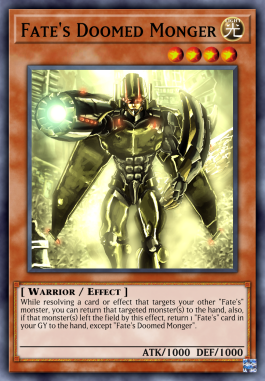 Fate's Doomed Monger
LIGHT
光
[ Warrior / Effect ]
While resolving a card or effect that targets your other "Fate's"
monster, you can return that targeted monster(s) to the hand, also,
if that monster(s) left the field by this effect, return 1 "Fate's" card in
your GY to the hand, except "Fate's Doomed Monger".
ATK/1000 DEF/1000